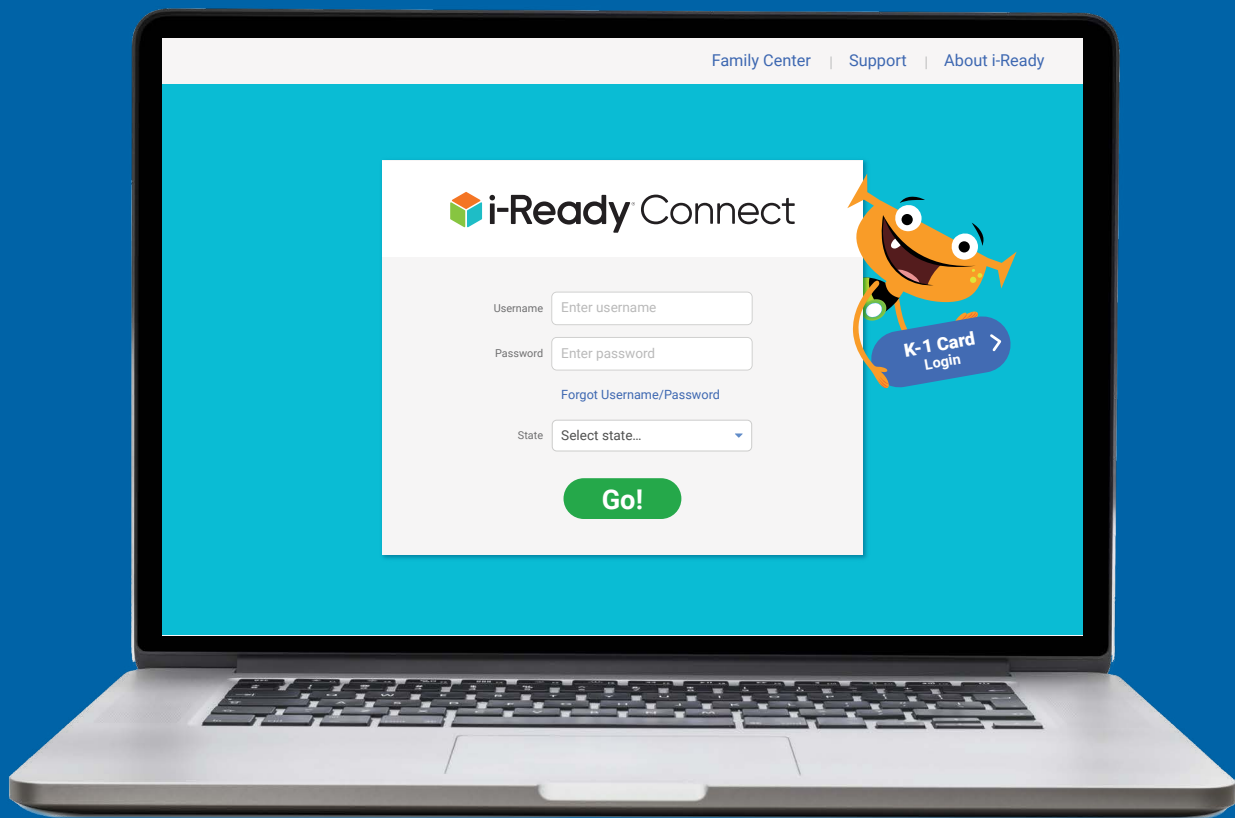 Family Center | Support | About i-Ready
i-Ready Connect
Username Enter username
Password Enter password
Forgot Username/Password
State Select state...
Go!
K-1 Card
Login